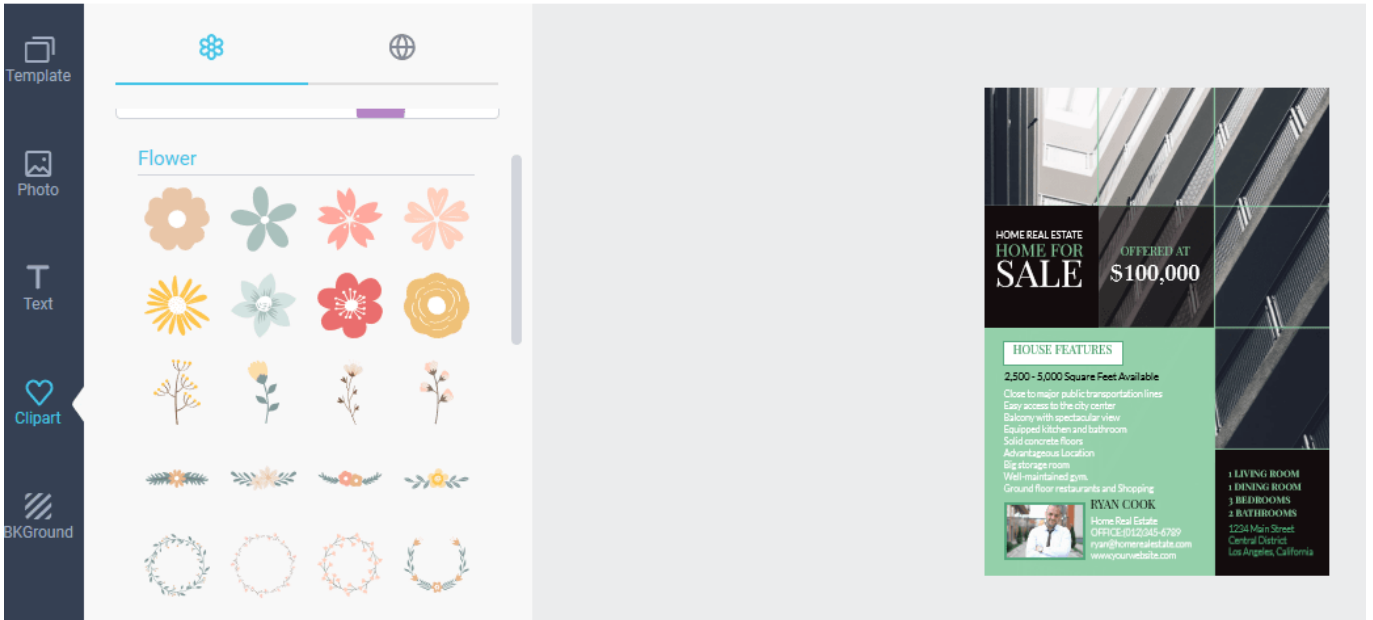 Template
Photo
Text
Clipart
BKGround
Flower
HOME REAL ESTATE
HOME FOR
SALE
OFFERED AT
$100,000
HOUSE FEATURES
2,500 - 5,000 Square Feet Available
Close to major public transportation lines
Easy access to the city center
Balcony with spectacular view
Equipped kitchen and bathroom
Solid concrete floors
Advantageous Location
Big storage room
Well-maintained gym.
Ground floor restaurants and Shopping
RYAN COOK
Home Real Estate
OFFICE:(012)345-6789
ryan@homerealestate.com
www.yourwebsite.com
1 LIVING ROOM
1 DINING ROOM
3 BEDROOMS
2 BATHROOMS
1234 Main Street
Central District
Los Angeles, California